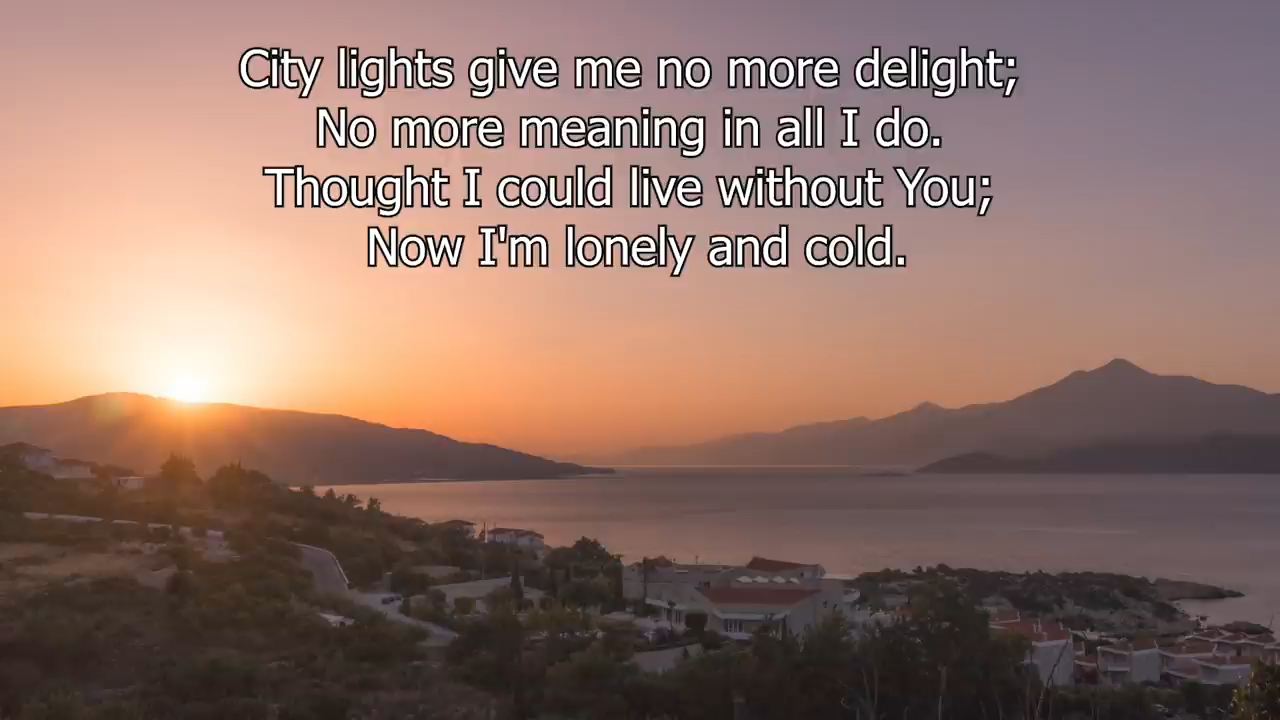 City lights give me no more delight;
No more meaning in all I do.
Thought I could live without You;
Now I'm lonely and cold.